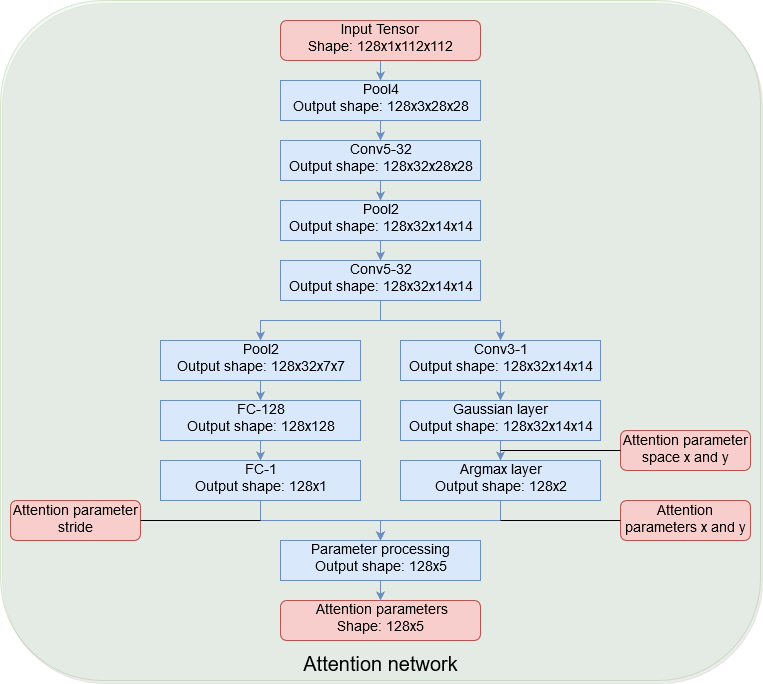 Input Tensor
Shape: 128x1x112x112
Pool4
Output shape: 128x3x28x28
Conv5-32
Output shape: 128x32x28x28
Pool2
Output shape: 128x32x14x14
Conv5-32
Output shape: 128x32x14x14
Pool2
Output shape: 128x32x7x7
Conv3-1
Output shape: 128x32x14x14
FC-128
Output shape: 128x128
Gaussian layer
Output shape: 128x32x14x14
Attention parameter
space x and y
FC-1
Output shape: 128x1
Argmax layer
Output shape: 128x2
Attention parameter
stride
Attention
parameters x and y
Parameter processing
Output shape: 128x5
Attention parameters
Shape: 128x5
Attention network